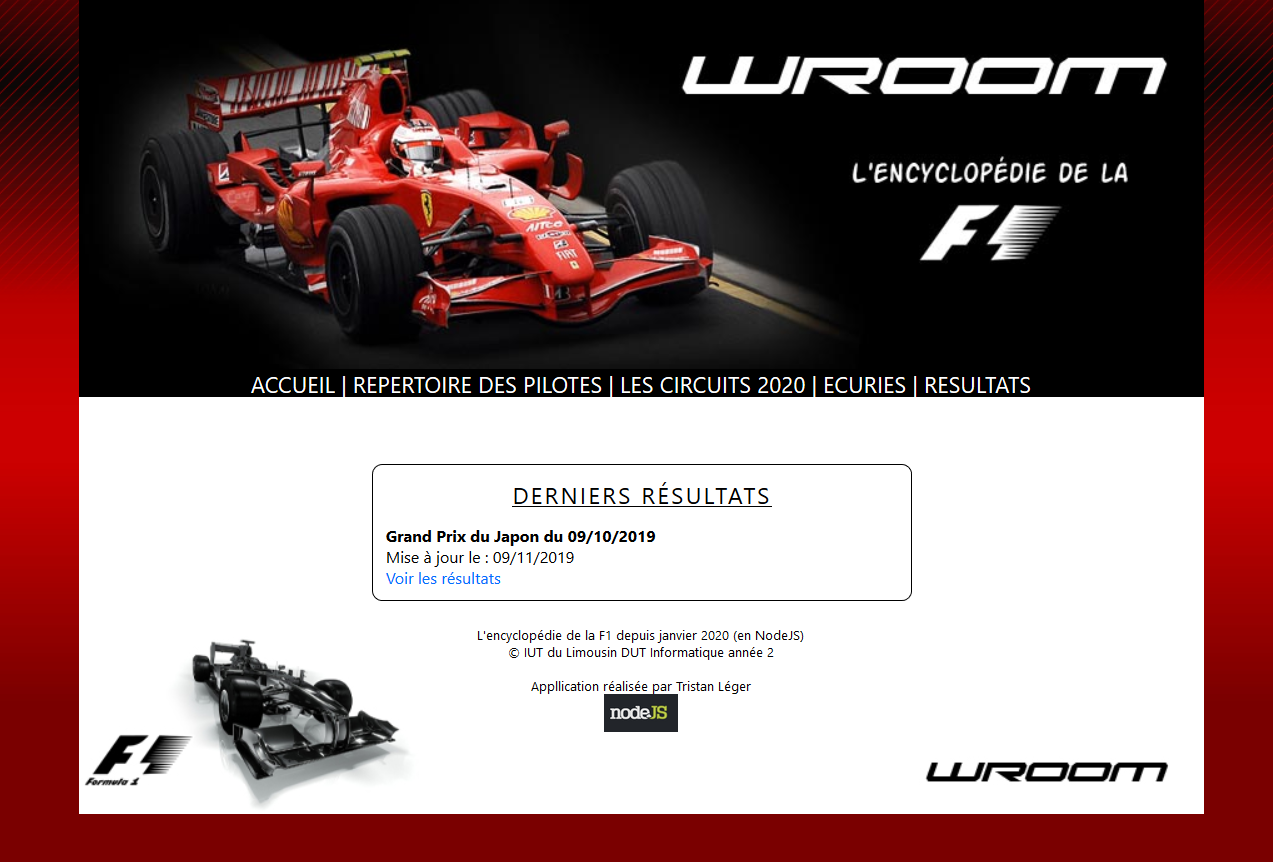 WROOM
L'ENCYCLOPÉDIE DE LA
F1
AITCO
FIAT
ACCUEIL | REPERTOIRE DES PILOTES | LES CIRCUITS 2020 | ECURIES | RESULTATS
DERNIERS RÉSULTATS
Grand Prix du Japon du 09/10/2019
Mise à jour le : 09/11/2019
Voir les résultats
L'encyclopédie de la F1 depuis janvier 2020 (en NodeJS)
© IUT du Limousin DUT Informatique année 2
Appllication réalisée par Tristan Léger
nodeJS
F1
Formula 1
WROOM